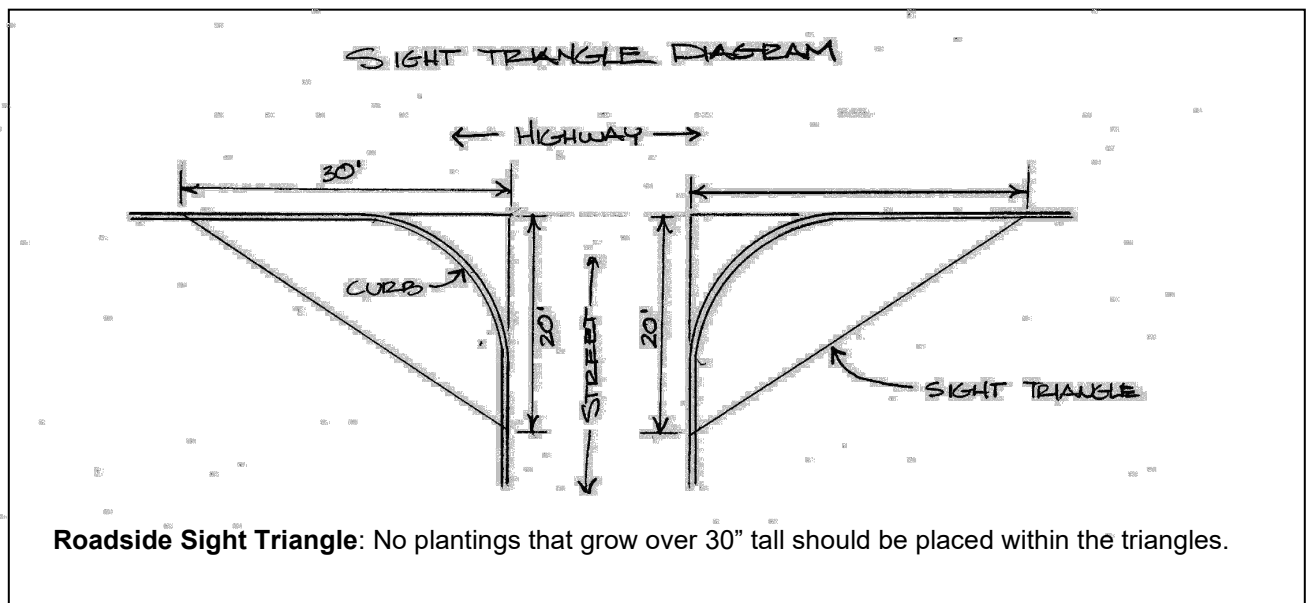 SIGHT TRIANGLE DIAGRAM
HIGHWAY
30'
CURB
20'
STREET
20'
SIGHT TRIANGLE
Roadside Sight Triangle: No plantings that grow over 30” tall should be placed within the triangles.